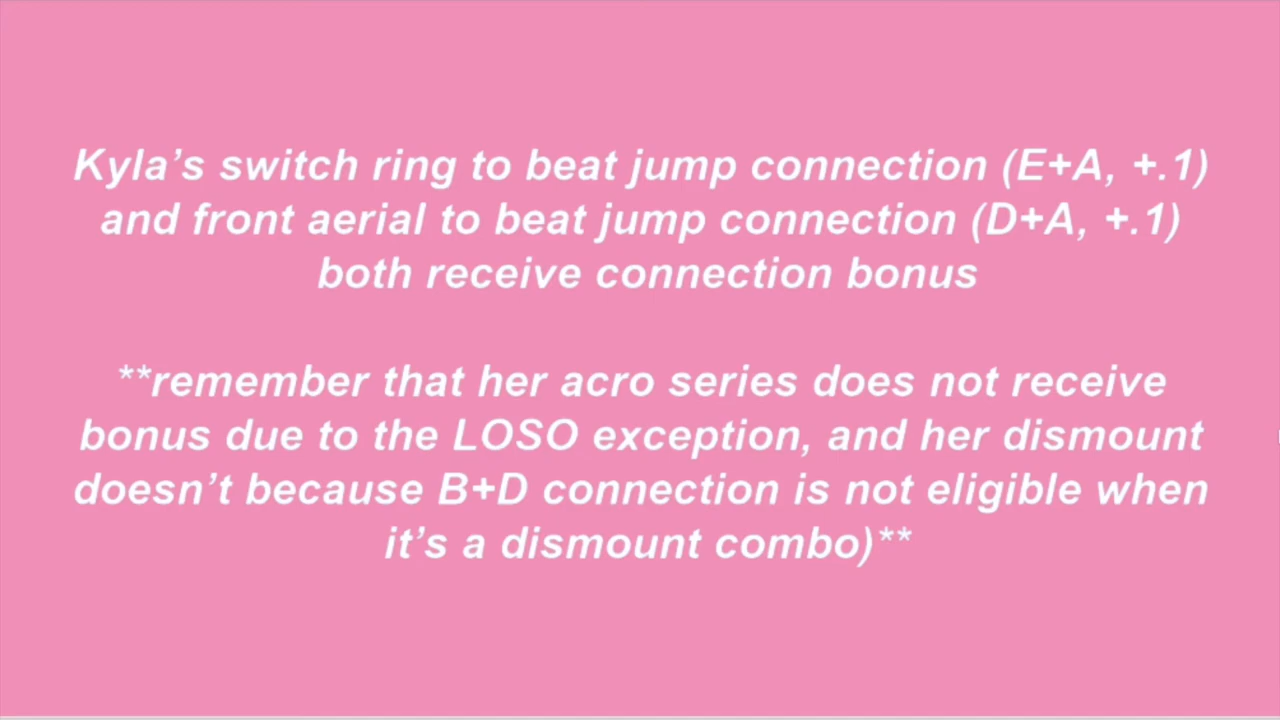 Kyla’s switch ring to beat jump connection (E+A, +.1)
and front aerial to beat jump connection (D+A, +.1)
both receive connection bonus
**remember that her acro series does not receive
bonus due to the LOSO exception, and her dismount
doesn’t because B+D connection is not eligible when
it’s a dismount combo)**